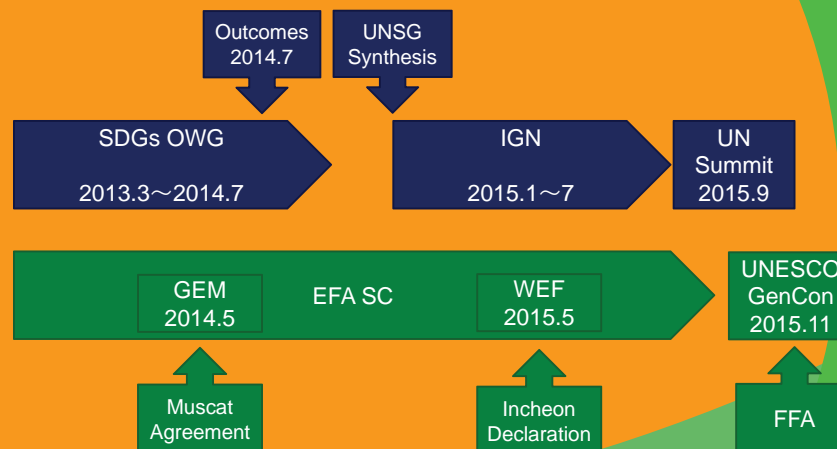 Outcomes
2014.7
UNSG
Synthesis
SDGs OWG
2013.3～2014.7
IGN
2015.1～7
UN
Summit
2015.9
GEM
2014.5
EFA SC
WEF
2015.5
UNESCO
GenCon
2015.11
Muscat
Agreement
Incheon
Declaration
FFA